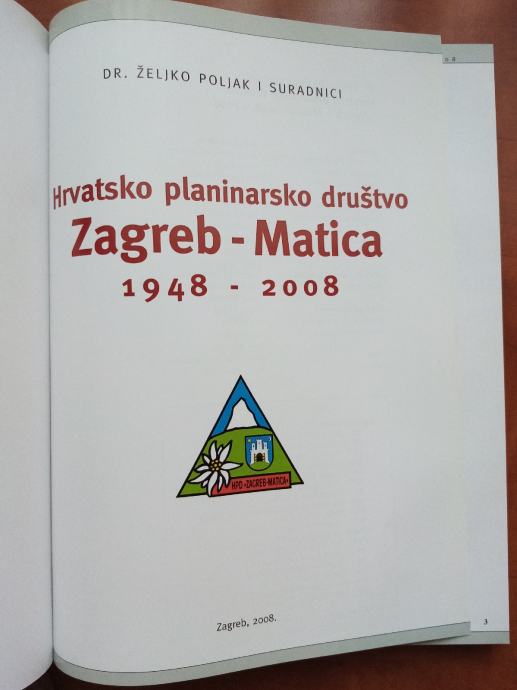 DR. ŽELJKO POLJAK I SURADNICI
Hrvatsko planinarsko društvo
Zagreb - Matica
1948 - 2008
HPD »ZAGREB-MATICA«
Zagreb, 2008.
3